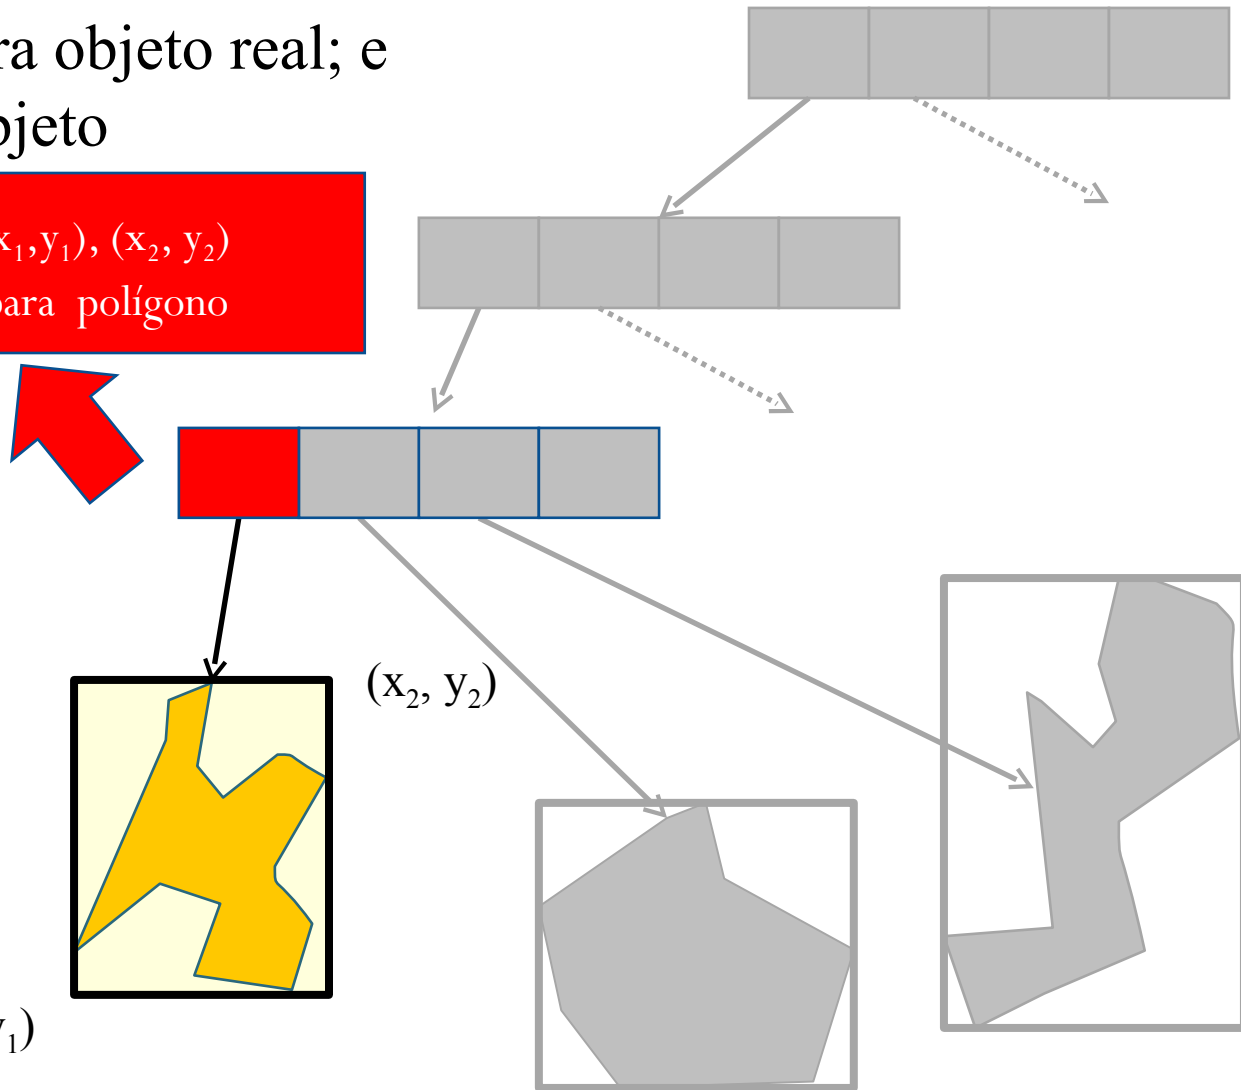 ra objeto real; e
bjeto
x₁,y₁), (x₂, y₂)
para polígono
(x₂, y₂)
y₁)